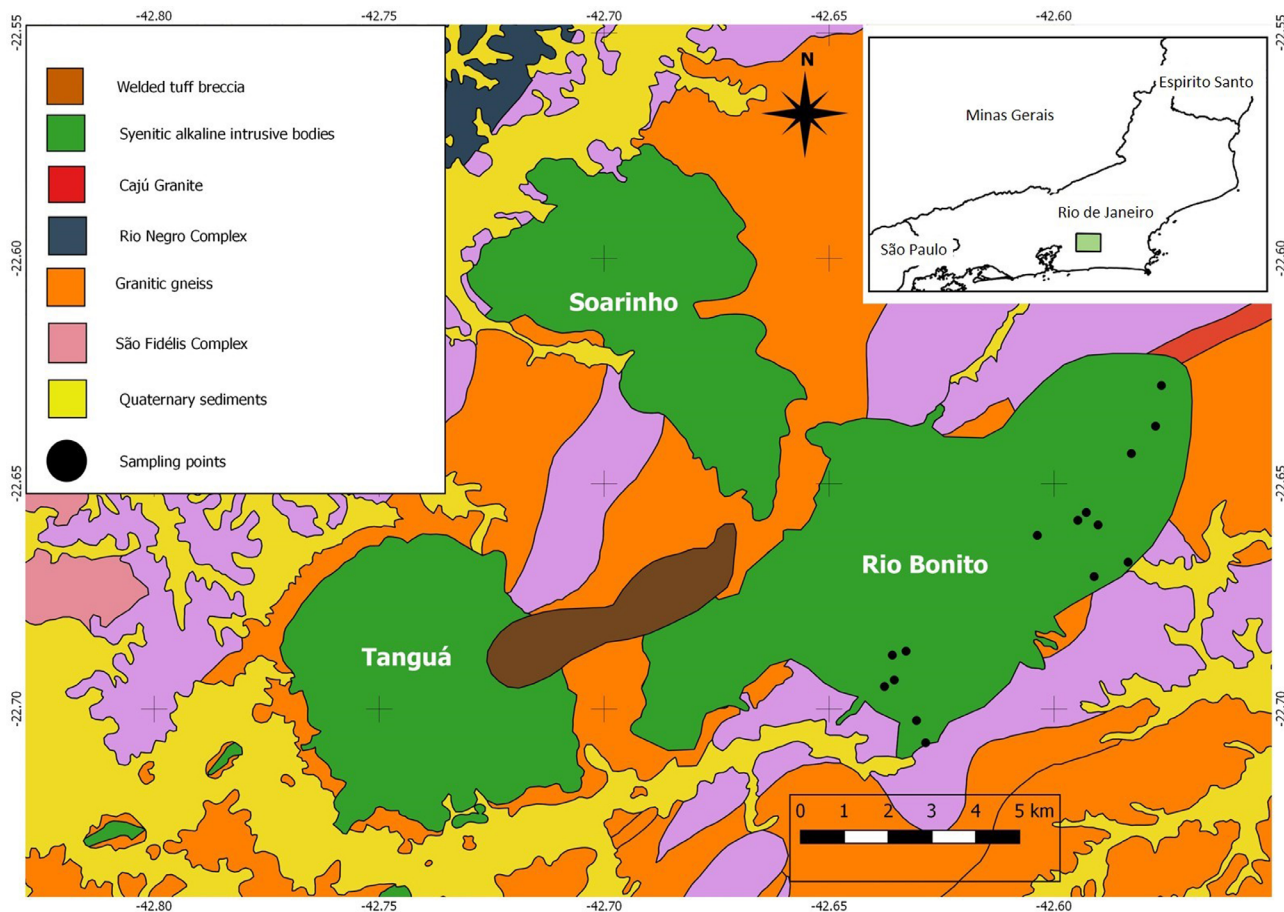 -42.80
-42.75
-42.70
-42.65
-42.60
-22.55
-22.55
Welded tuff breccia
Syenitic alkaline intrusive bodies
Cajú Granite
Rio Negro Complex
Granitic gneiss
São Fidélis Complex
Quaternary sediments
Sampling points
N
Espirito Santo
Minas Gerais
Rio de Janeiro
São Paulo
-22.60
-22.60
Soarinho
-22.65
-22.65
Rio Bonito
Tanguá
-22.70
-22.70
0 1 2 3 4 5 km
-42.80
-42.75
-42.70
-42.65
-42.60